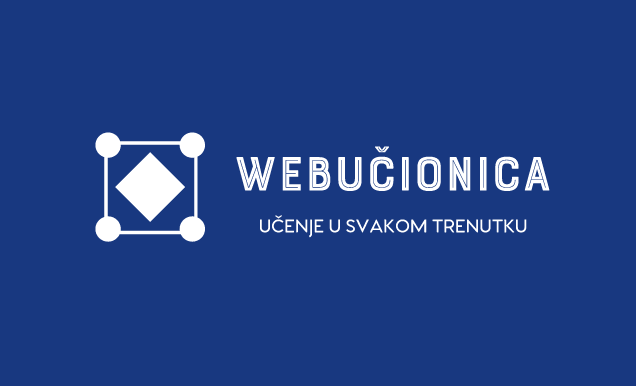 WEBUČIONICA
UČENJE U SVAKOM TRENUTKU